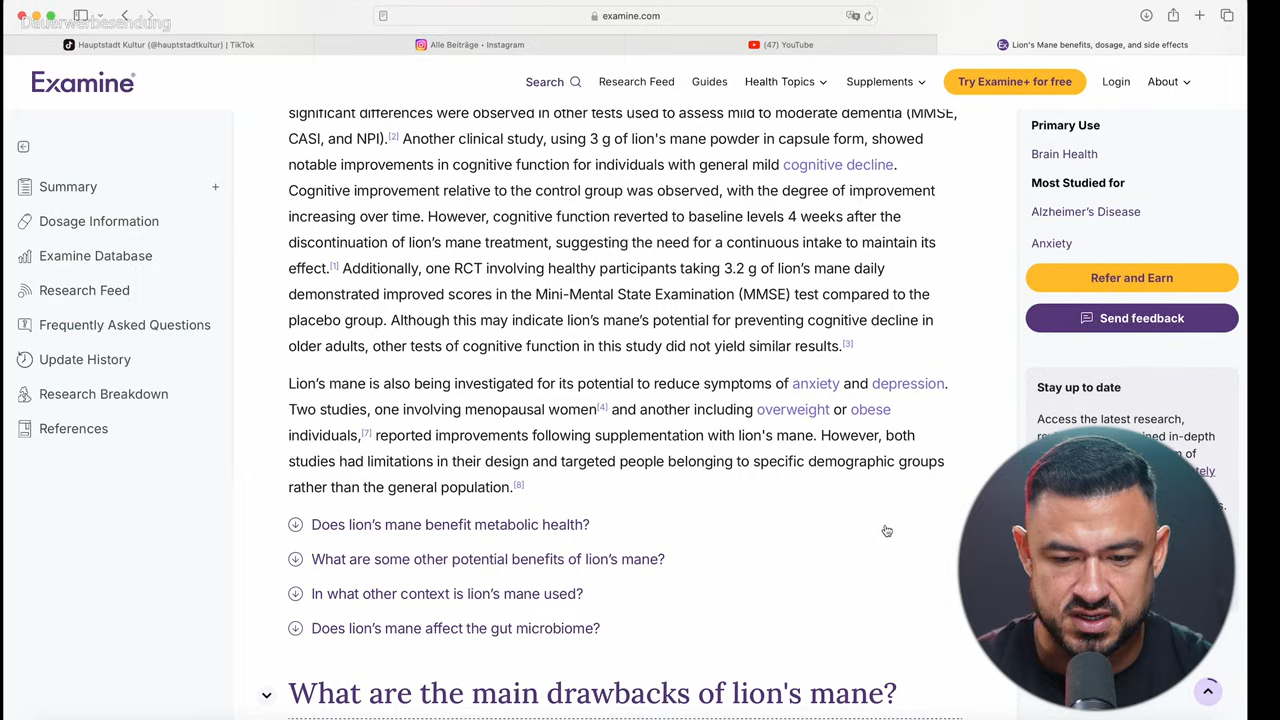 Dauerwerbesendung
examine.com
Hauptstadt Kultur (@hauptstadtkultur) | TikTok
Alle Beiträge • Instagram
(47) YouTube
Ex
Lion's Mane benefits, dosage, and side effects
Examine®
Search
Research Feed
Guides
Health Topics
Supplements
Try Examine+ for free
Login
About
Summary
+
Dosage Information
Examine Database
Research Feed
Frequently Asked Questions
Update History
Research Breakdown
References
significant differences were observed in other tests used to assess mild to moderate dementia (MMSE,
CASI, and NPI).[2] Another clinical study, using 3 g of lion's mane powder in capsule form, showed
notable improvements in cognitive function for individuals with general mild cognitive decline.
Cognitive improvement relative to the control group was observed, with the degree of improvement
increasing over time. However, cognitive function reverted to baseline levels 4 weeks after the
discontinuation of lion’s mane treatment, suggesting the need for a continuous intake to maintain its
effect.[1] Additionally, one RCT involving healthy participants taking 3.2 g of lion’s mane daily
demonstrated improved scores in the Mini-Mental State Examination (MMSE) test compared to the
placebo group. Although this may indicate lion’s mane’s potential for preventing cognitive decline in
older adults, other tests of cognitive function in this study did not yield similar results.[3]
Lion’s mane is also being investigated for its potential to reduce symptoms of anxiety and depression.
Two studies, one involving menopausal women[4] and another including overweight or obese
individuals,[7] reported improvements following supplementation with lion's mane. However, both
studies had limitations in their design and targeted people belonging to specific demographic groups
rather than the general population.[8]
Does lion’s mane benefit metabolic health?
What are some other potential benefits of lion’s mane?
In what other context is lion’s mane used?
Does lion’s mane affect the gut microbiome?
What are the main drawbacks of lion's mane?
Primary Use
Brain Health
Most Studied for
Alzheimer’s Disease
Anxiety
Refer and Earn
Send feedback
Stay up to date
Access the latest research,
in-depth
of